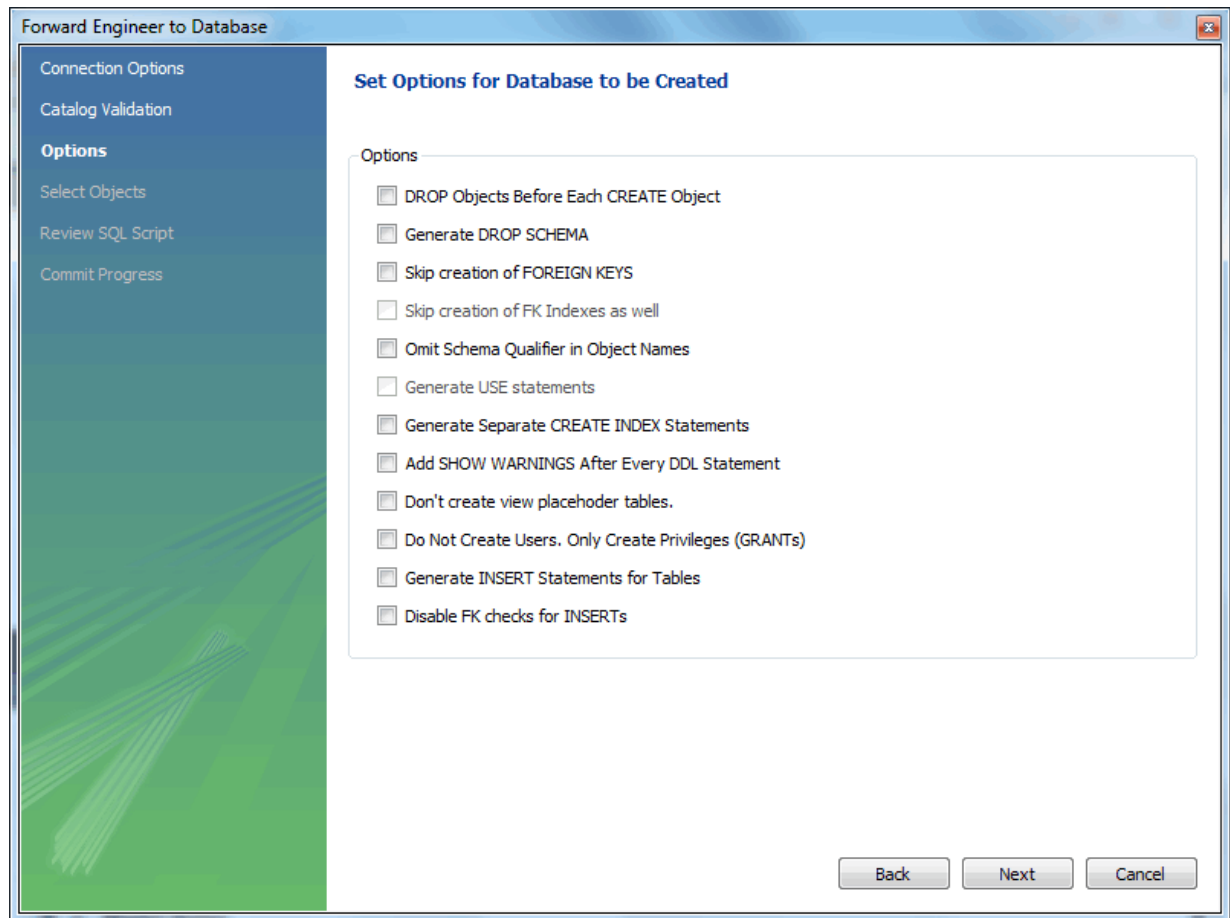 Forward Engineer to Database
Connection Options
Catalog Validation
Options
Select Objects
Review SQL Script
Commit Progress
Set Options for Database to be Created
Options
DROP Objects Before Each CREATE Object
Generate DROP SCHEMA
Skip creation of FOREIGN KEYS
Skip creation of FK Indexes as well
Omit Schema Qualifier in Object Names
Generate USE statements
Generate Separate CREATE INDEX Statements
Add SHOW WARNINGS After Every DDL Statement
Don't create view placehoder tables.
Do Not Create Users. Only Create Privileges (GRANTs)
Generate INSERT Statements for Tables
Disable FK checks for INSERTs
Back
Next
Cancel